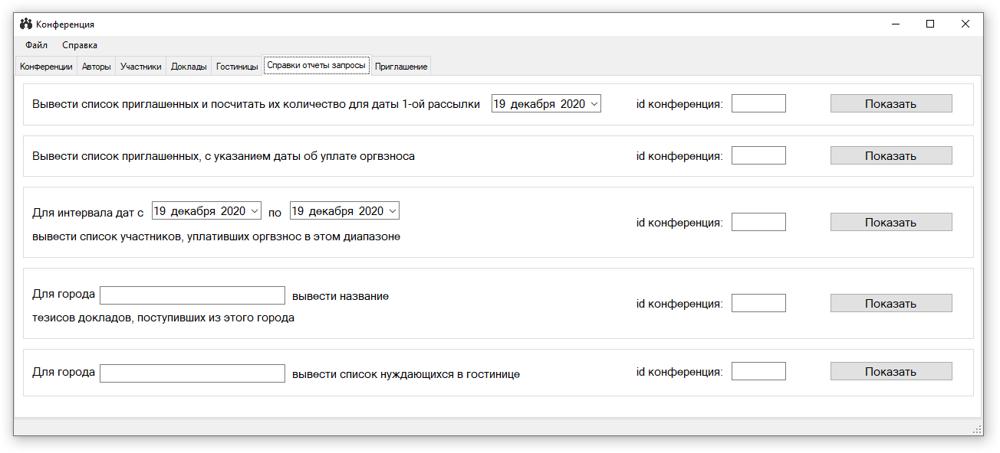 Конференция
Файл Справка
Конференции Авторы Участники Доклады Гостиницы Справки отчеты запросы Приглашение
Вывести список приглашенных и посчитать их количество для даты 1-ой рассылки 19 декабря 2020 id конференция: Показать
Вывести список приглашенных, с указанием даты об уплате оргвзноса id конференция: Показать
Для интервала дат с 19 декабря 2020 по 19 декабря 2020
id конференция: Показать
вывести список участников, уплативших оргвзнос в этом диапазоне
Для города вывести название
id конференция: Показать
тезисов докладов, поступивших из этого города
Для города вывести список нуждающихся в гостинице id конференция: Показать